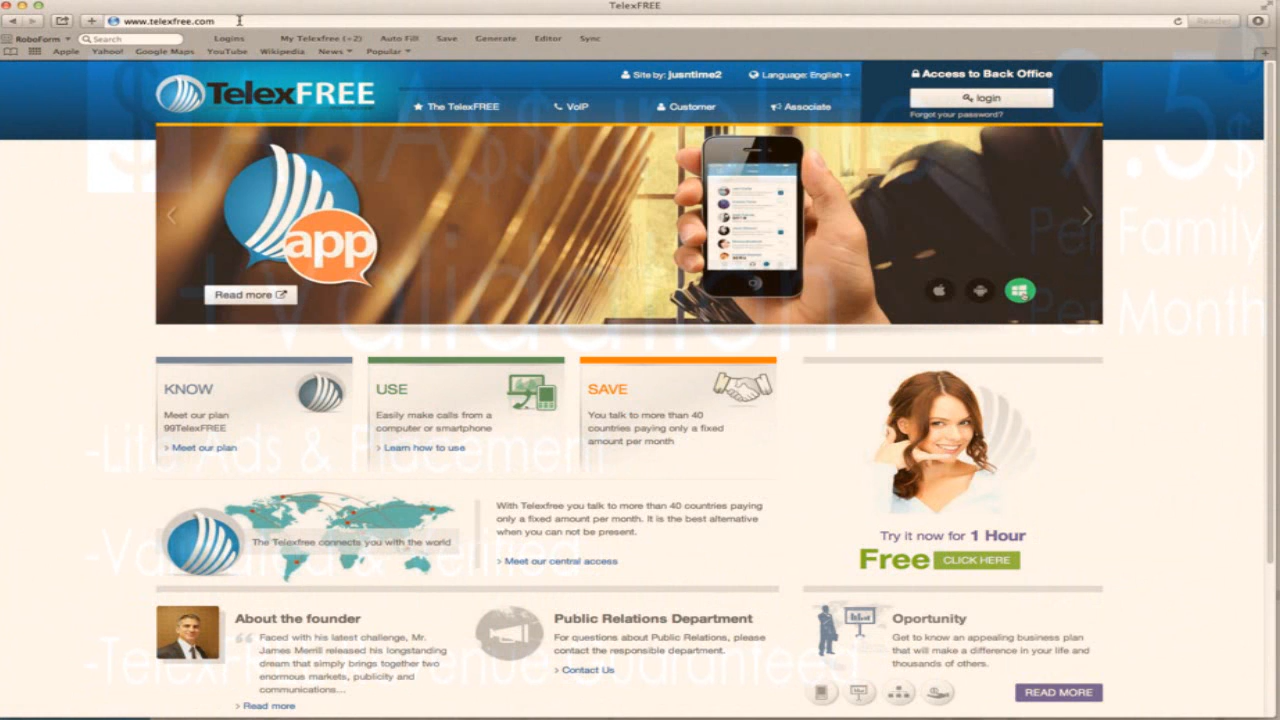 TelexFREE
www.telexfree.com
Reader
RoboForm
Search
Logins
My Telexfree (+2)
Auto Fill
Save
Generate
Editor
Sync
Apple
Yahoo!
Google Maps
YouTube
Wikipedia
News
Popular
TelexFREE
Site by: jusntime2
Language: English
Access to Back Office
login
Forgot your password?
The TelexFREE
VoIP
Customer
Associate
9.5$
Per Family
Per Month
app
Read more
+Validation
KNOW
Meet our plan
99TelexFREE
> Meet our plan
USE
Easily make calls from a
computer or smartphone
> Learn how to use
SAVE
You talk to more than 40
countries paying only a fixed
amount per month
-Lite Ads & Placement
The Telexfree connects you with the world
With Telexfree you talk to more than 40 countries paying
only a fixed amount per month. It is the best alternative
when you can not be present.
> Meet our central access
Try it now for 1 Hour
Free CLICK HERE
About the founder
Faced with his latest challenge, Mr.
James Merrill released his longstanding
dream that simply brings together two
enormous markets, publicity and
communications...
> Read more
Public Relations Department
For questions about Public Relations, please
contact the responsible department.
> Contact Us
Oportunity
Get to know an appealing business plan
that will make a difference in your life and
thousands of others.
READ MORE